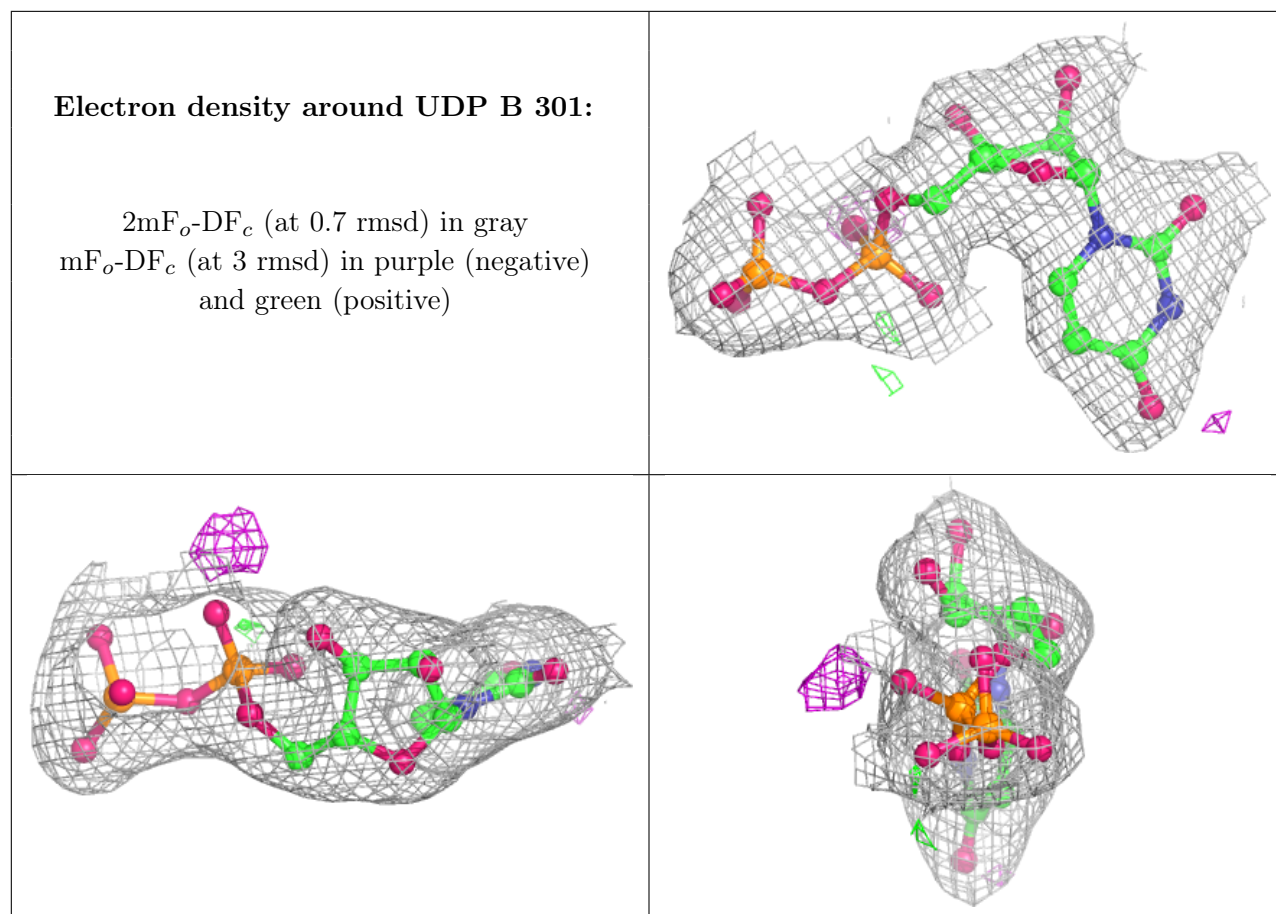 Electron density around UDP B 301:
2mFo-DFc (at 0.7 rmsd) in gray
mFo-DFc (at 3 rmsd) in purple (negative)
and green (positive)